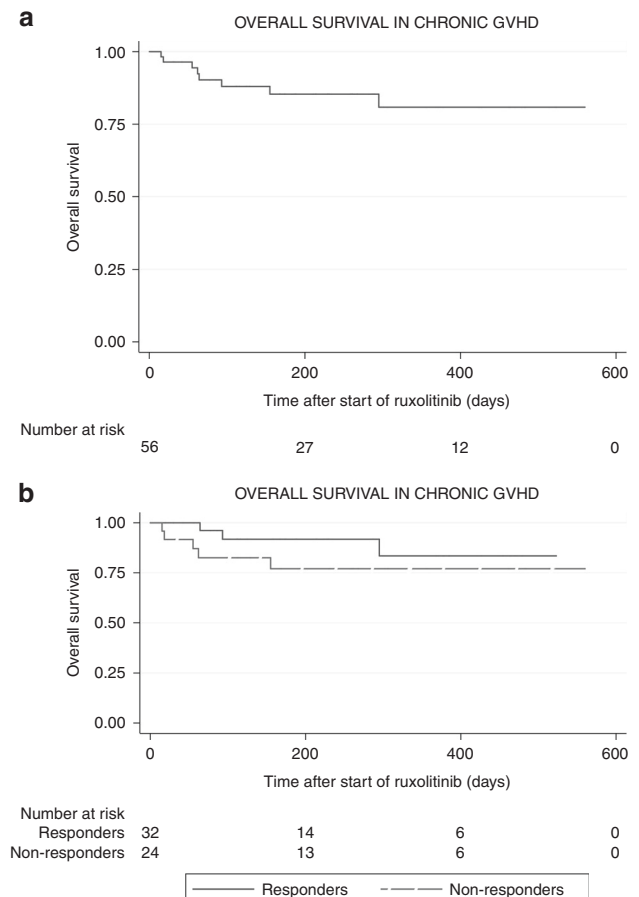 a
OVERALL SURVIVAL IN CHRONIC GVHD
1.00
0.75
0.50
0.25
0.00
Overall survival
0 200 400 600
Time after start of ruxolitinib (days)
Number at risk
56 27 12 0
b
OVERALL SURVIVAL IN CHRONIC GVHD
1.00
0.75
0.50
0.25
0.00
Overall survival
0 200 400 600
Time after start of ruxolitinib (days)
Number at risk
Responders 32 14 6 0
Non-responders 24 13 6 0
Responders Non-responders